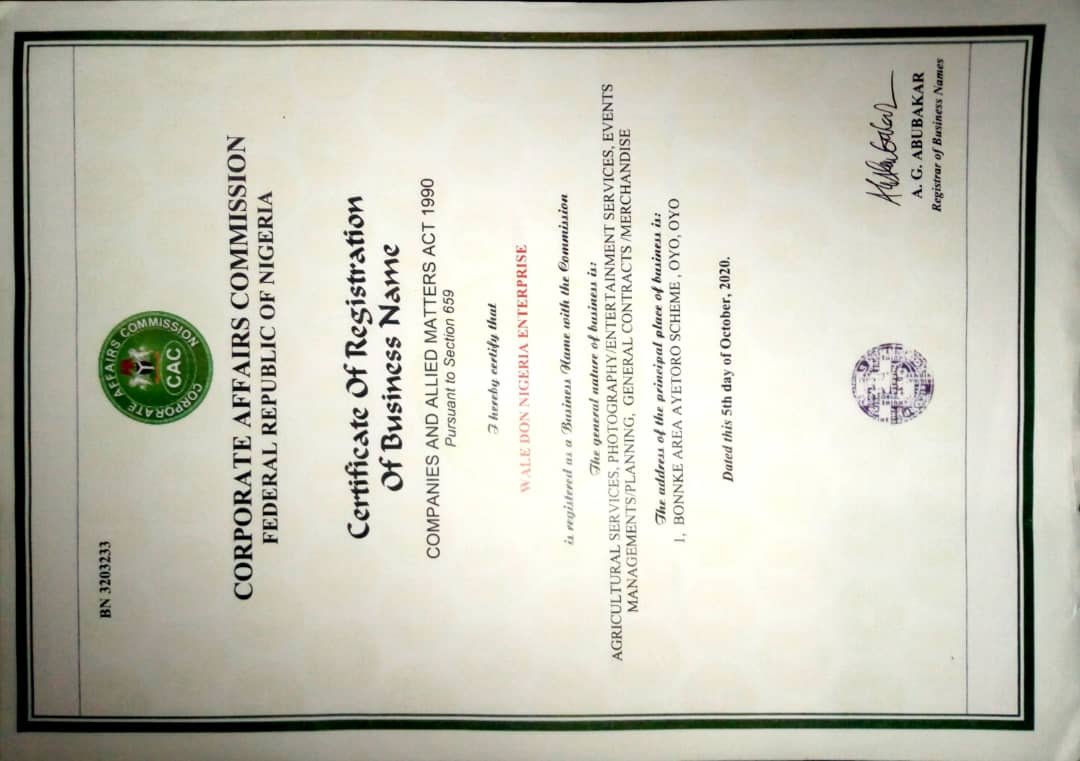 BN 3203233
CORPORATE AFFAIRS COMMISSION
CAC
CORPORATE AFFAIRS COMMISSION
FEDERAL REPUBLIC OF NIGERIA
Certificate Of Registration
Of Business Name
COMPANIES AND ALLIED MATTERS ACT 1990
Pursuant to Section 659
I hereby certify that
WALE DON NIGERIA ENTERPRISE
is registered as a Business Name with the Commission
The general nature of business is:
AGRICULTURAL SERVICES, PHOTOGRAPHY/ENTERTAINMENT SERVICES, EVENTS
MANAGEMENTS/PLANNING, GENERAL CONTRACTS /MERCHANDISE
The address of the principal place of business is:
1, BONNKE AREA AYETORO SCHEME , OYO, OYO
Dated this 5th day of October, 2020.
A. G. ABUBAKAR
Registrar of Business Names